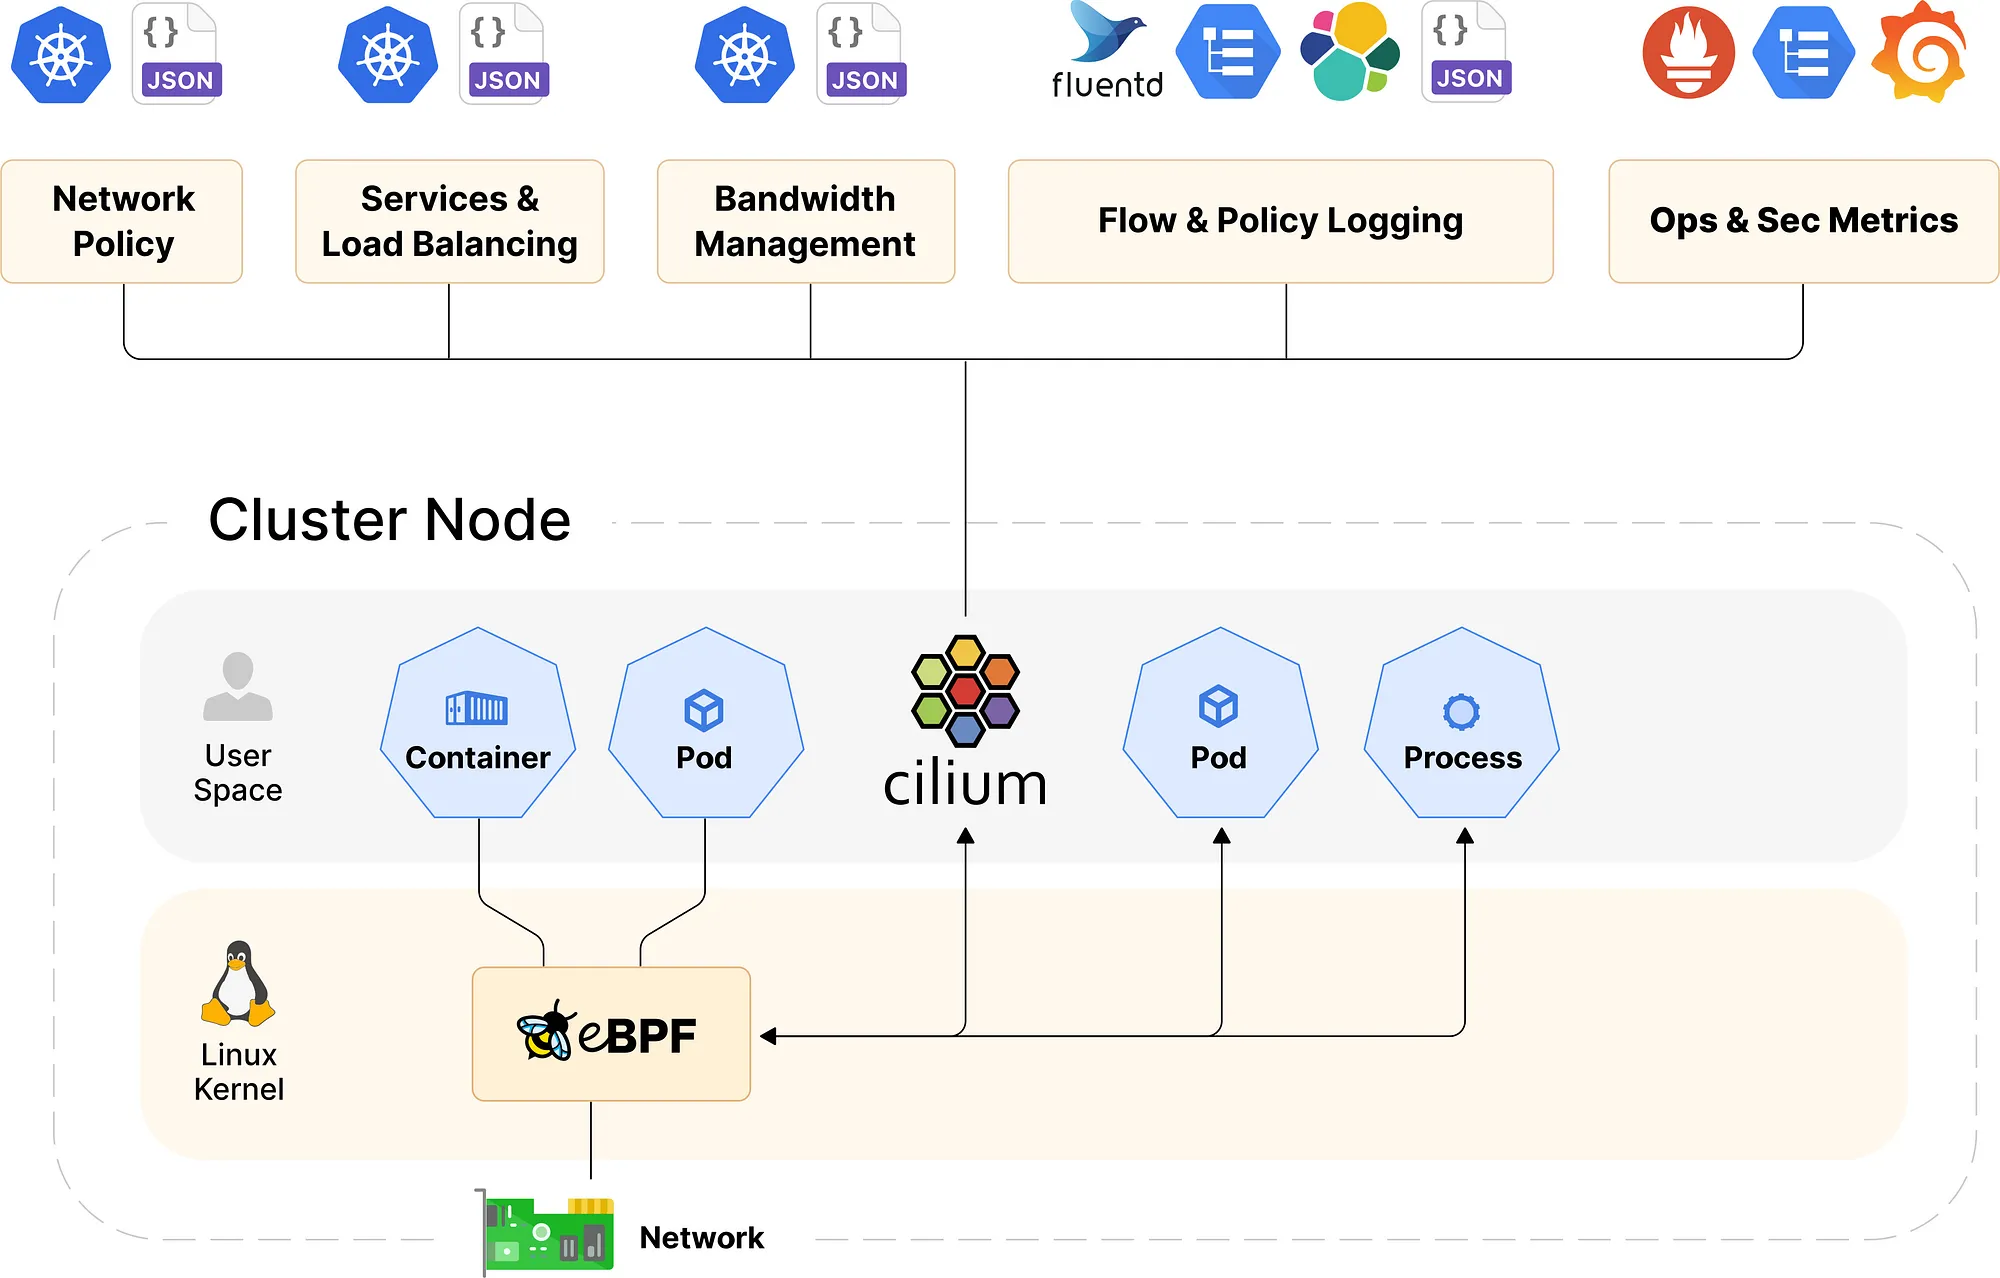 {} JSON
{} JSON
{} JSON
fluentd
{} JSON
Network
Policy
Services &
Load Balancing
Bandwidth
Management
Flow & Policy Logging
Ops & Sec Metrics
Cluster Node
User
Space
Container
Pod
cilium
Pod
Process
Linux
Kernel
eBPF
Network